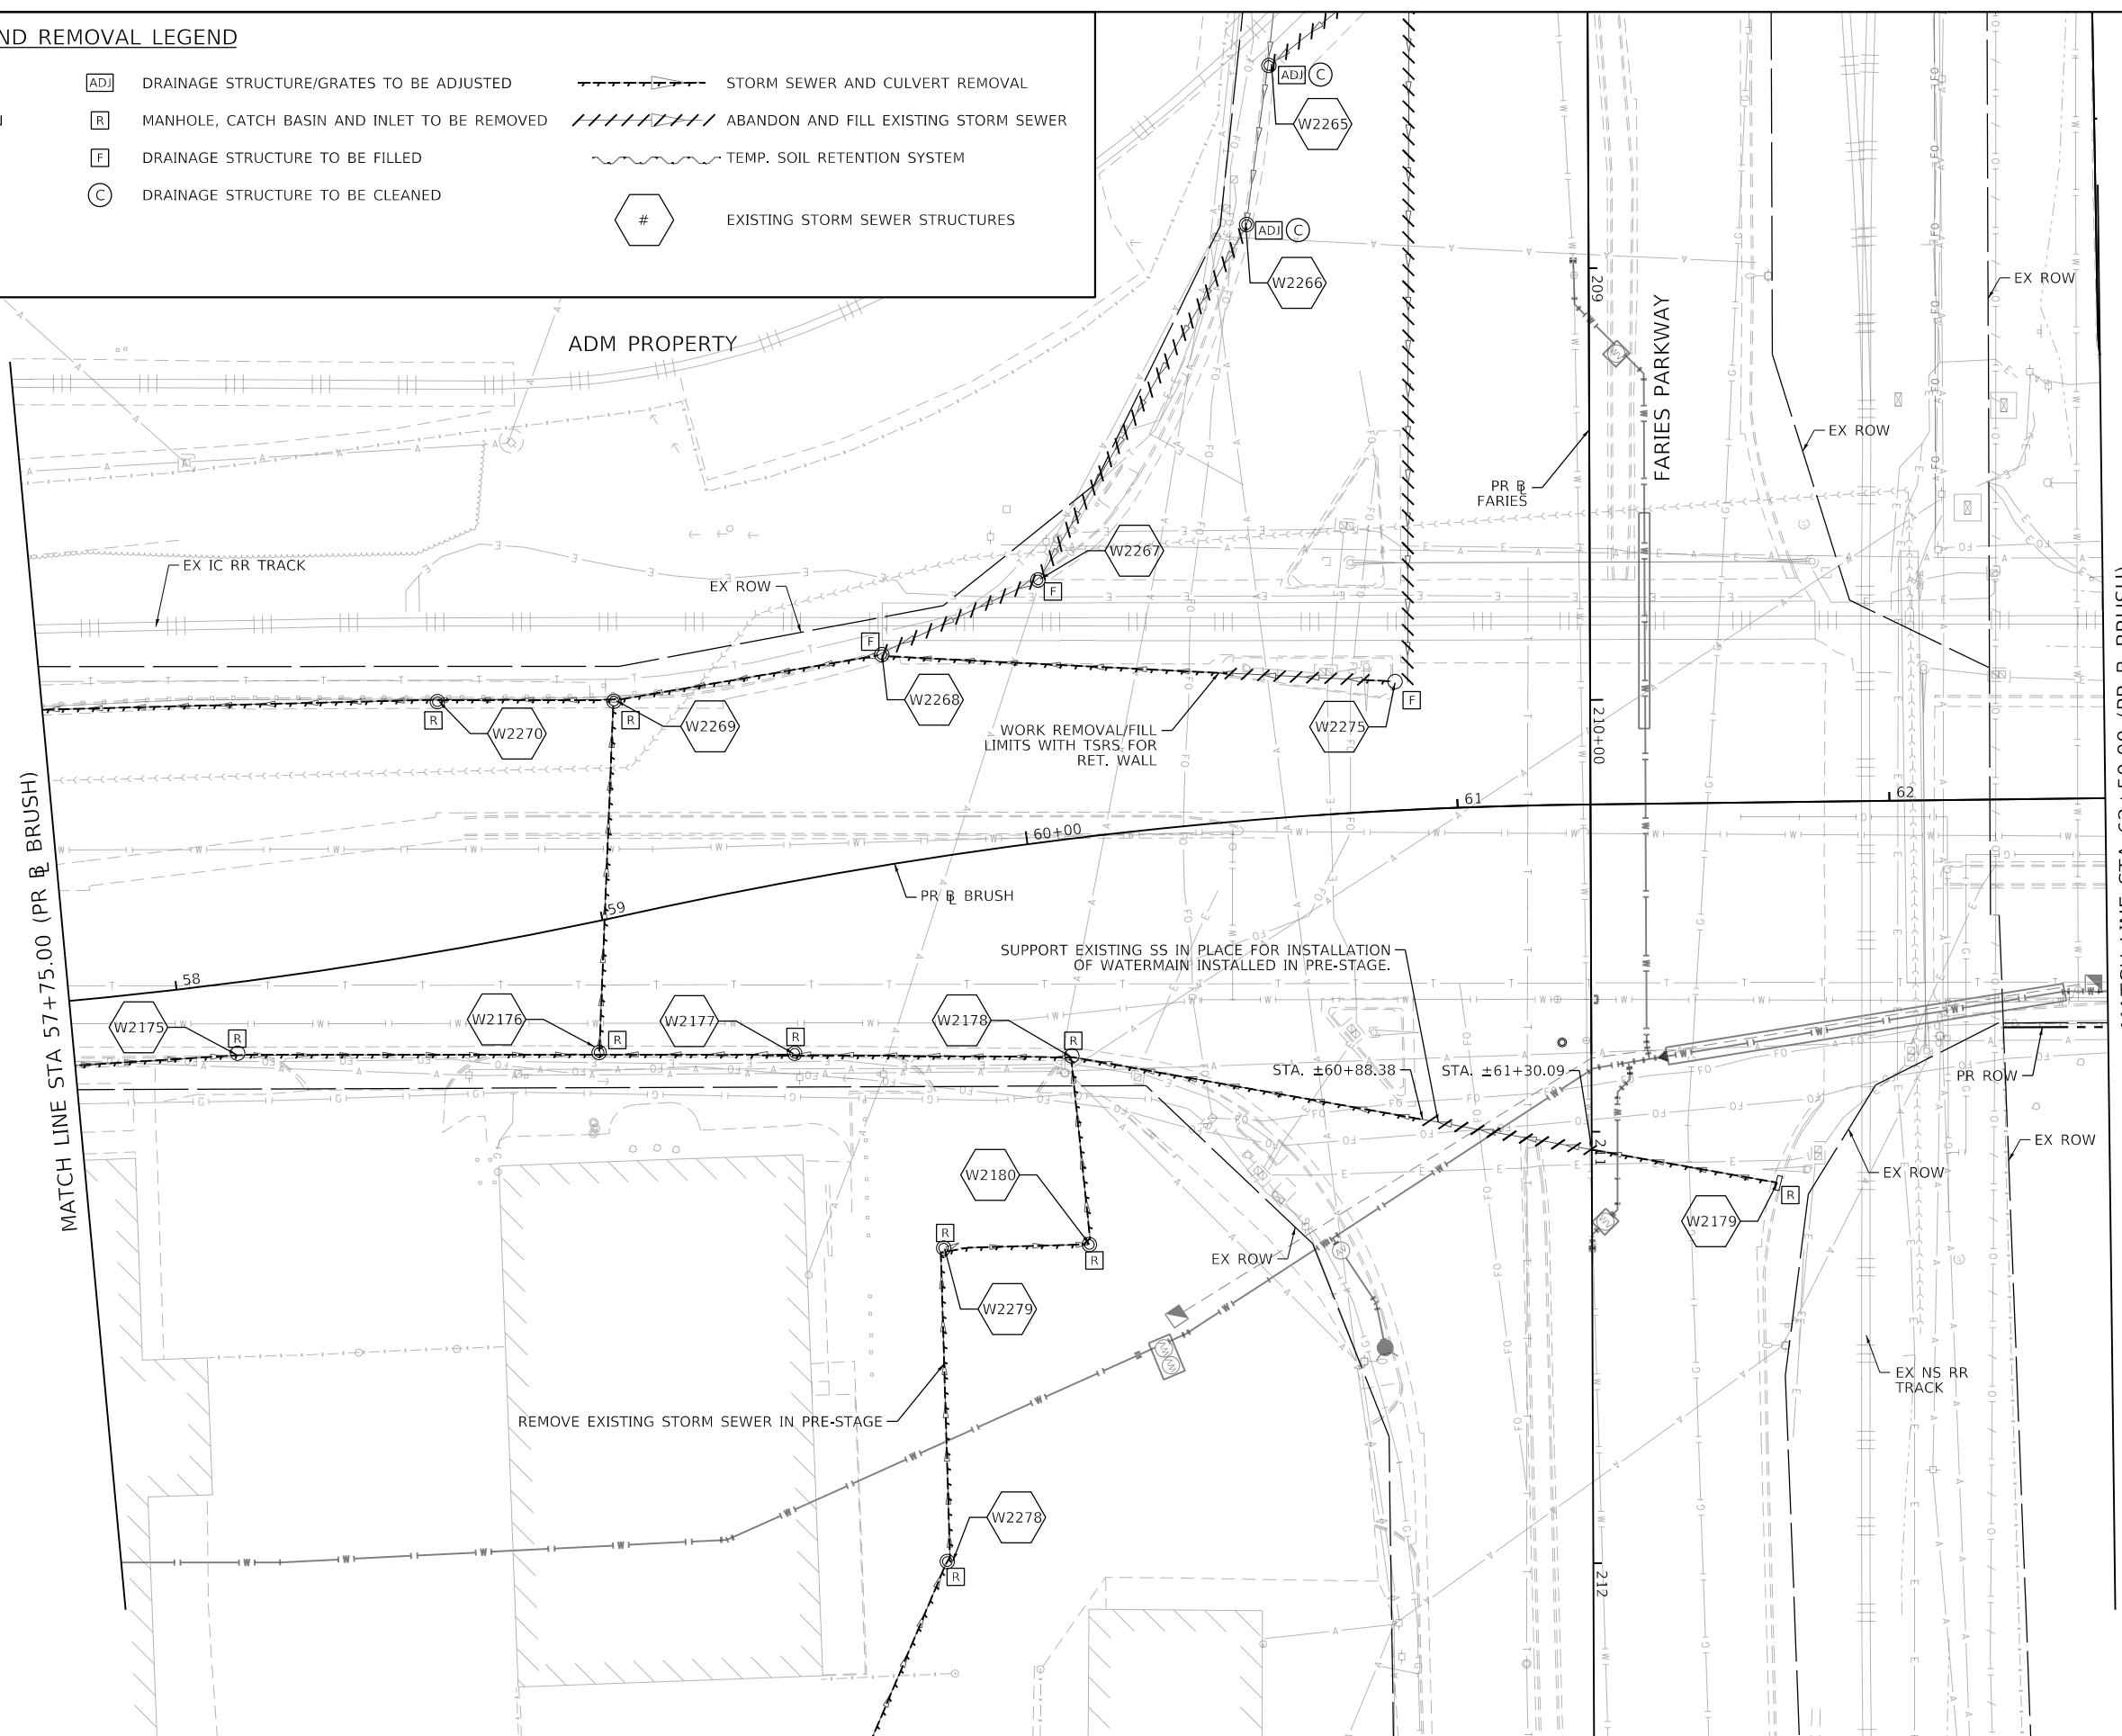 ND REMOVAL LEGEND
ADJ DRAINAGE STRUCTURE/GRATES TO BE ADJUSTED
R MANHOLE, CATCH BASIN AND INLET TO BE REMOVED
F DRAINAGE STRUCTURE TO BE FILLED
C DRAINAGE STRUCTURE TO BE CLEANED
STORM SEWER AND CULVERT REMOVAL
ABANDON AND FILL EXISTING STORM SEWER
TEMP. SOIL RETENTION SYSTEM
# EXISTING STORM SEWER STRUCTURES
ADJ C
W2265
ADJ C
W2266
209
EX ROW
ADM PROPERTY
FARIES PARKWAY
EX ROW
PR ℄
FARIES
W2267
F
EX IC RR TRACK
EX ROW
F
W2268
W2275
F
R
W2270
R
W2269
WORK REMOVAL/FILL
LIMITS WITH TSRS FOR
RET. WALL
210+00
61
62
60+00
PR ℄ BRUSH
59
58
MATCH LINE STA 57+75.00 (PR ℄ BRUSH)
SUPPORT EXISTING SS IN PLACE FOR INSTALLATION
OF WATERMAIN INSTALLED IN PRE-STAGE.
W2175
R
W2176
R
W2177
R
W2178
R
STA. ±60+88.38
STA. ±61+30.09
PR ROW
EX ROW
211
EX ROW
W2180
R
W2179
R
R
W2279
EX ROW
EX NS RR
TRACK
REMOVE EXISTING STORM SEWER IN PRE-STAGE
W2278
R
212